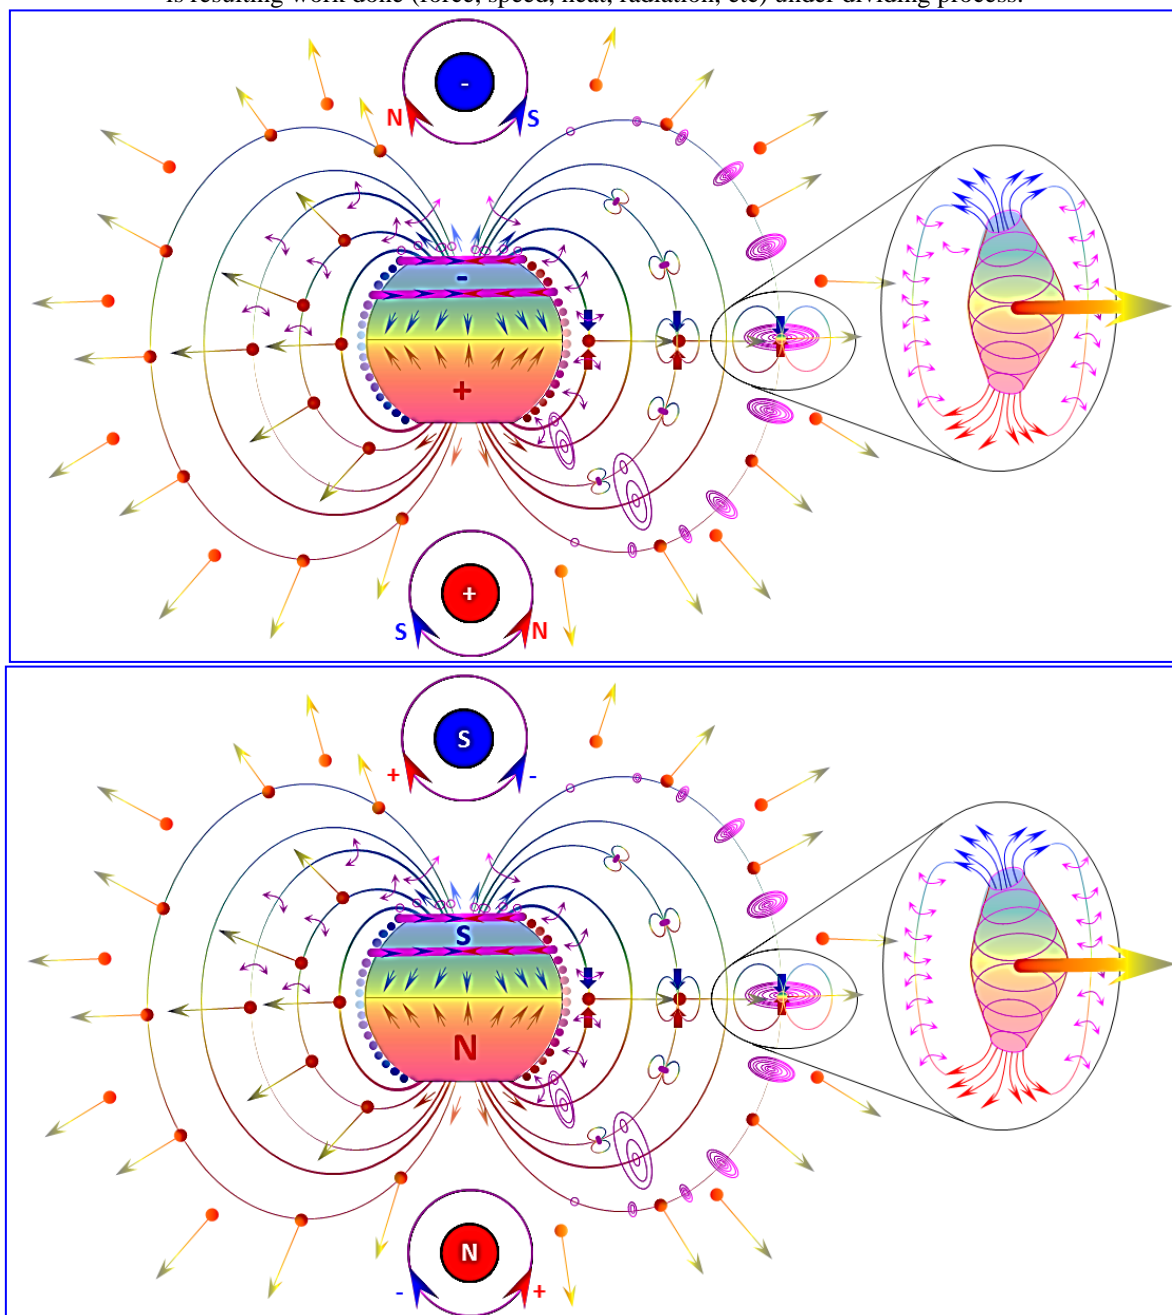 is resulting work done (force, speed, heat, radiation, etc) under dividing process.
-
N S
-
+
+
S N
S
+ -
S
N
N
- +